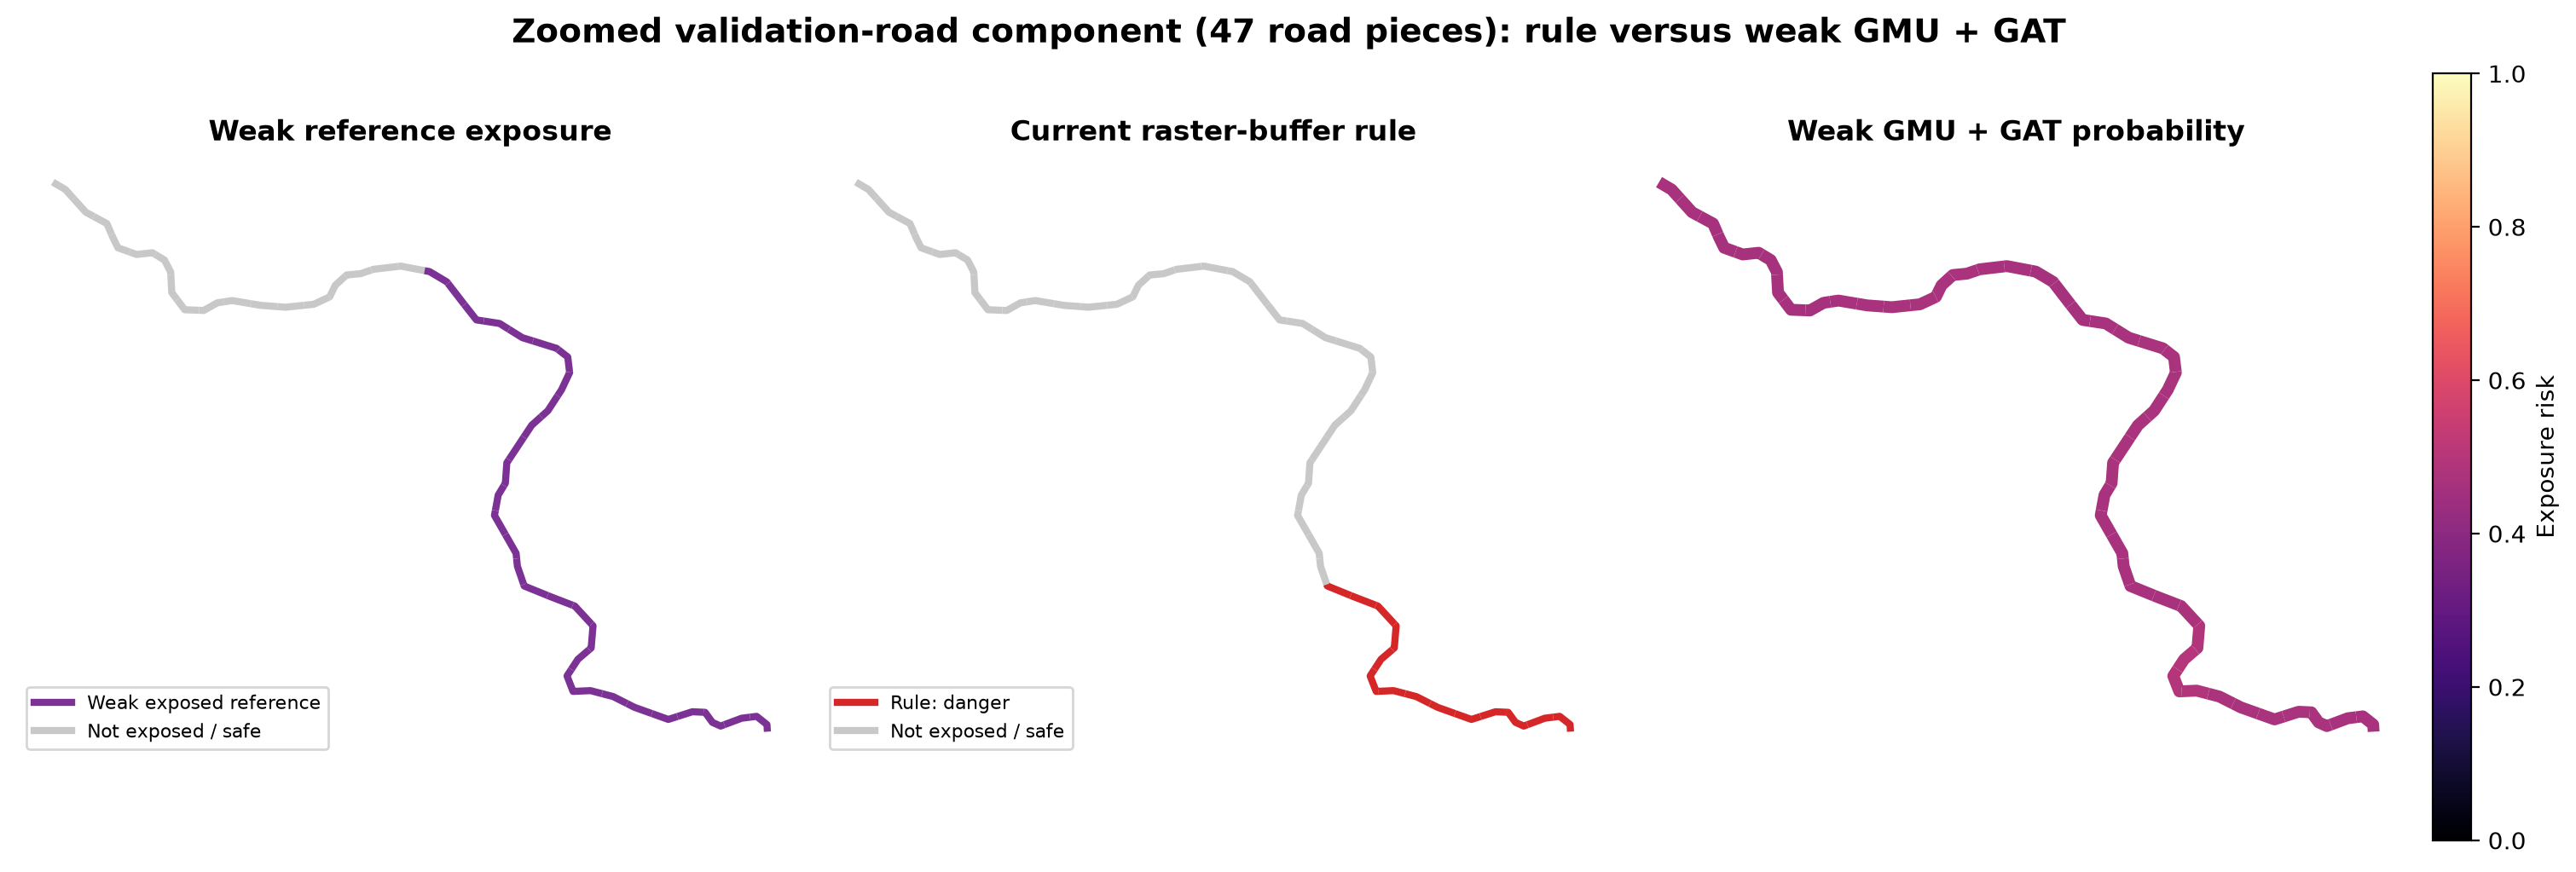 Zoomed validation-road component (47 road pieces): rule versus weak GMU + GAT
Weak reference exposure
Weak exposed reference
Not exposed / safe
Current raster-buffer rule
Rule: danger
Not exposed / safe
Weak GMU + GAT probability
1.0
0.8
0.6
0.4
0.2
0.0
Exposure risk